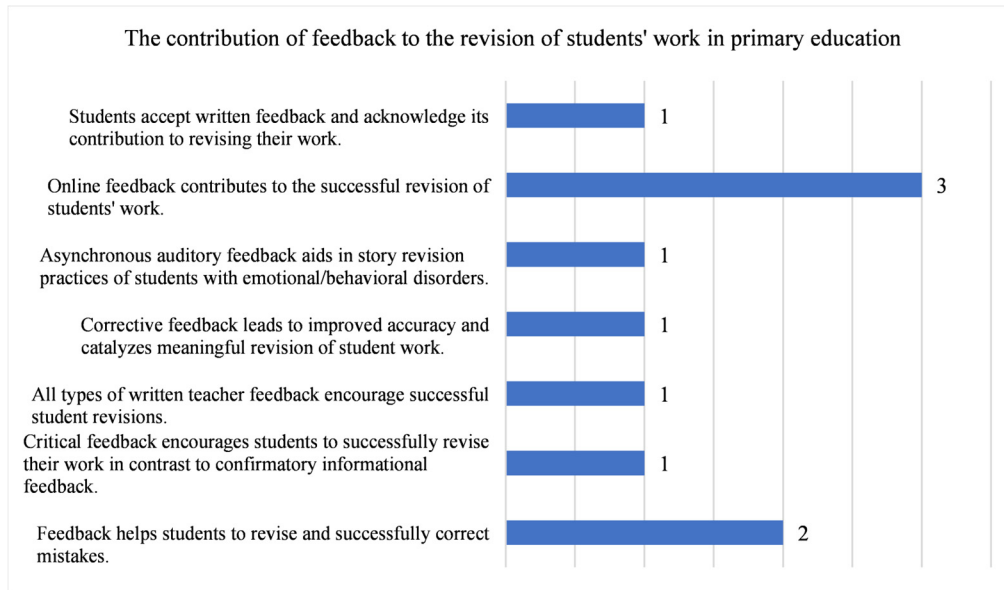 The contribution of feedback to the revision of students' work in primary education
Students accept written feedback and acknowledge its
contribution to revising their work.
1
Online feedback contributes to the successful revision of
students' work.
3
Asynchronous auditory feedback aids in story revision
practices of students with emotional/behavioral disorders.
1
Corrective feedback leads to improved accuracy and
catalyzes meaningful revision of student work.
1
All types of written teacher feedback encourage successful
student revisions.
1
Critical feedback encourages students to successfully revise
their work in contrast to confirmatory informational
feedback.
1
Feedback helps students to revise and successfully correct
mistakes.
2